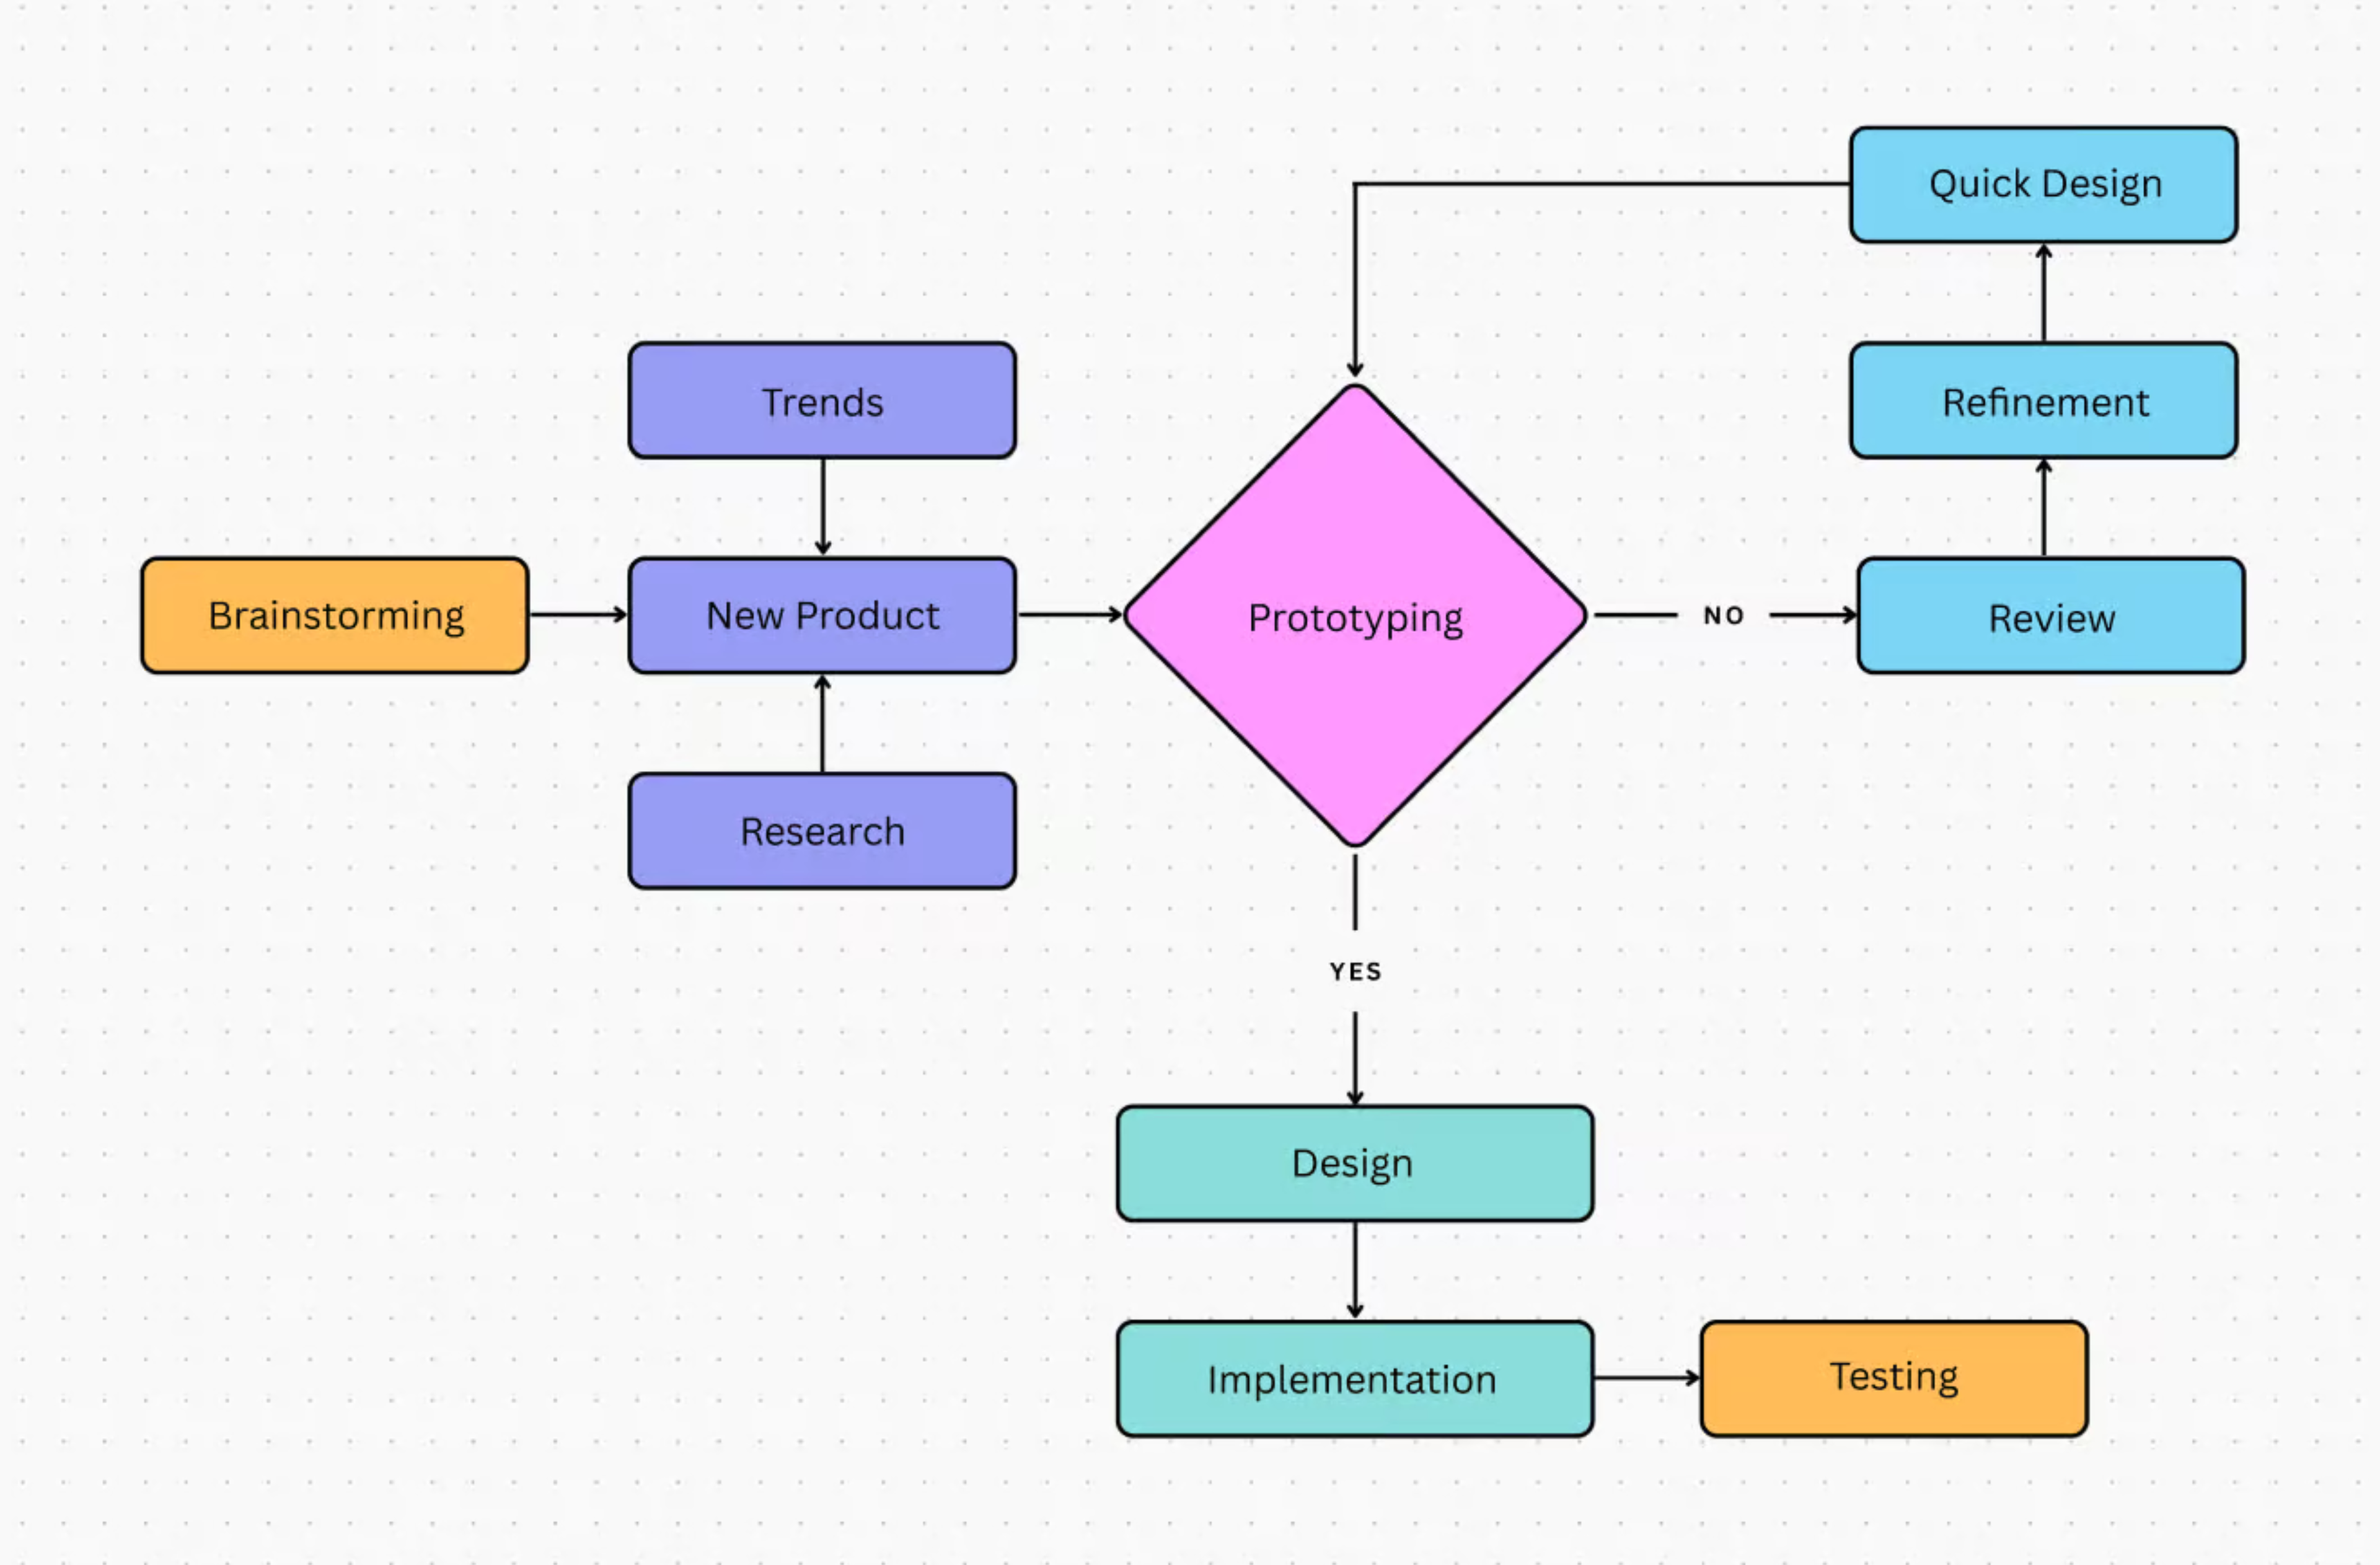 Quick Design
Trends
Refinement
Brainstorming
New Product
Prototyping
NO
Review
Research
YES
Design
Implementation
Testing